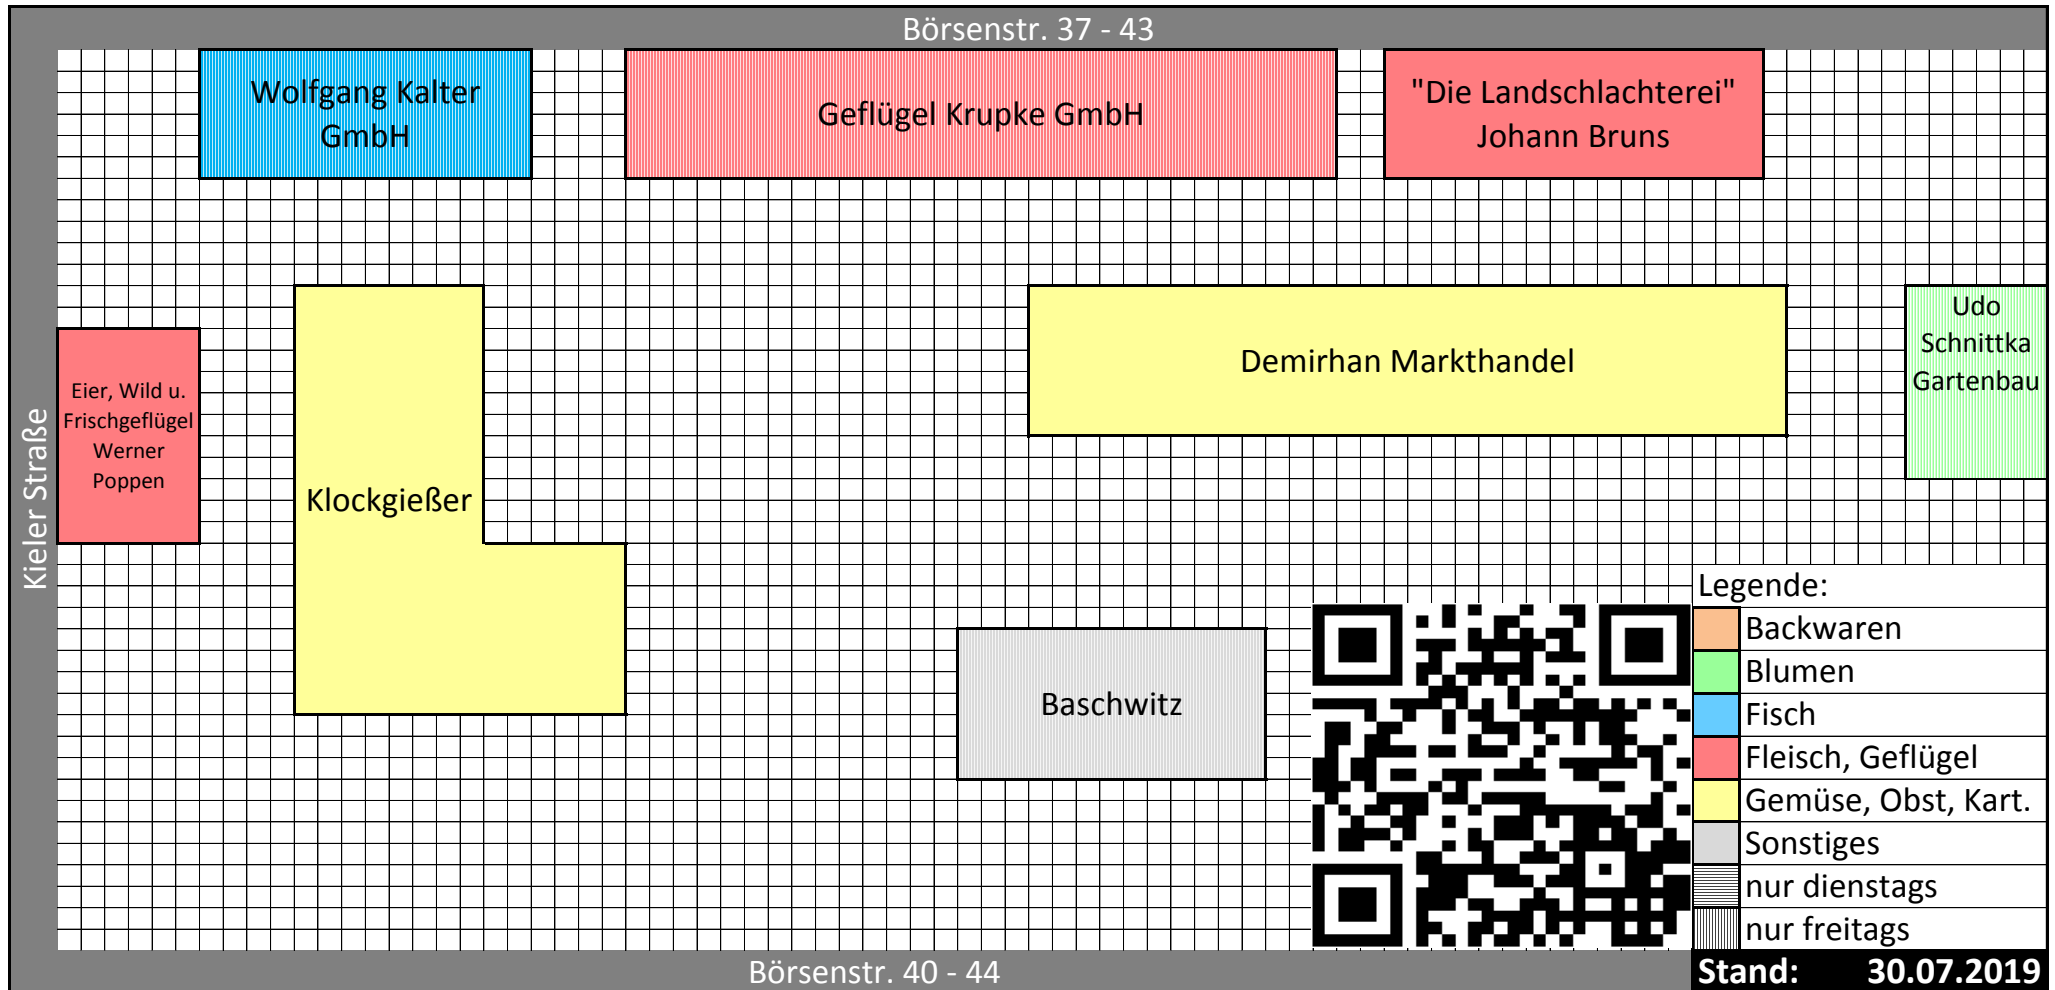 Börsenstr. 37 - 43
Wolfgang Kalter
GmbH
Geflügel Krupke GmbH
"Die Landschlachterei"
Johann Bruns
Udo
Schnittka
Gartenbau
Demirhan Markthandel
Eier, Wild u.
Frischgeflügel
Werner
Poppen
Kieler Straße
Klockgießer
Baschwitz
Legende:
Backwaren
Blumen
Fisch
Fleisch, Geflügel
Gemüse, Obst, Kart.
Sonstiges
nur dienstags
nur freitags
Börsenstr. 40 - 44
Stand: 30.07.2019